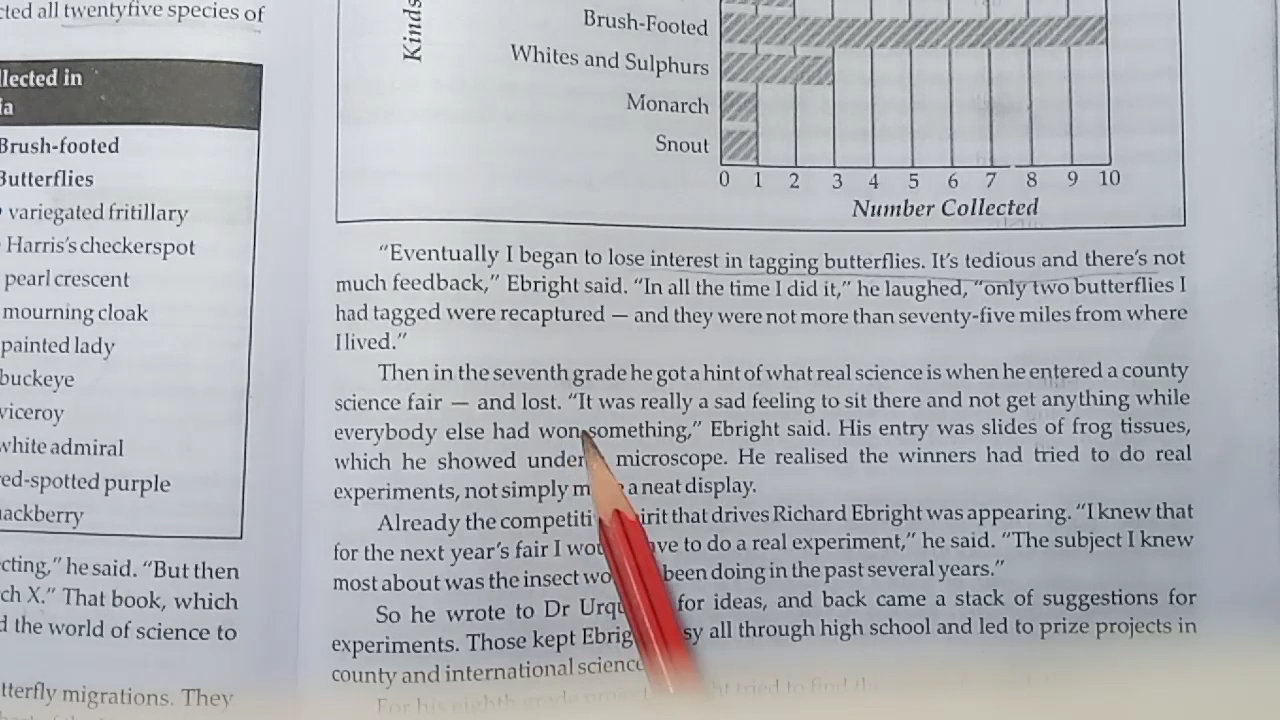 cted all twentyfive species of
llected in
ia
Brush-footed
Butterflies
variegated fritillary
Harris's checkerspot
pearl crescent
mourning cloak
painted lady
buckeye
viceroy
white admiral
red-spotted purple
hackberry
cting," he said. "But then
ch X." That book, which
d the world of science to
tterfly migrations. They
Kinds
Brush-Footed
Whites and Sulphurs
Monarch
Snout
0 1 2 3 4 5 6 7 8 9 10
Number Collected
"Eventually I began to lose interest in tagging butterflies. It's tedious and there's not
much feedback," Ebright said. "In all the time I did it," he laughed, "only two butterflies I
had tagged were recaptured — and they were not more than seventy-five miles from where
I lived."
Then in the seventh grade he got a hint of what real science is when he entered a county
science fair — and lost. "It was really a sad feeling to sit there and not get anything while
everybody else had won something," Ebright said. His entry was slides of frog tissues,
which he showed under microscope. He realised the winners had tried to do real
experiments, not simply m a neat display.
Already the competiti irit that drives Richard Ebright was appearing. "I knew that
for the next year's fair I wou ve to do a real experiment," he said. "The subject I knew
most about was the insect wo been doing in the past several years."
So he wrote to Dr Urqu for ideas, and back came a stack of suggestions for
experiments. Those kept Ebrig sy all through high school and led to prize projects in
county and international science
For his eighth grade tried to find the